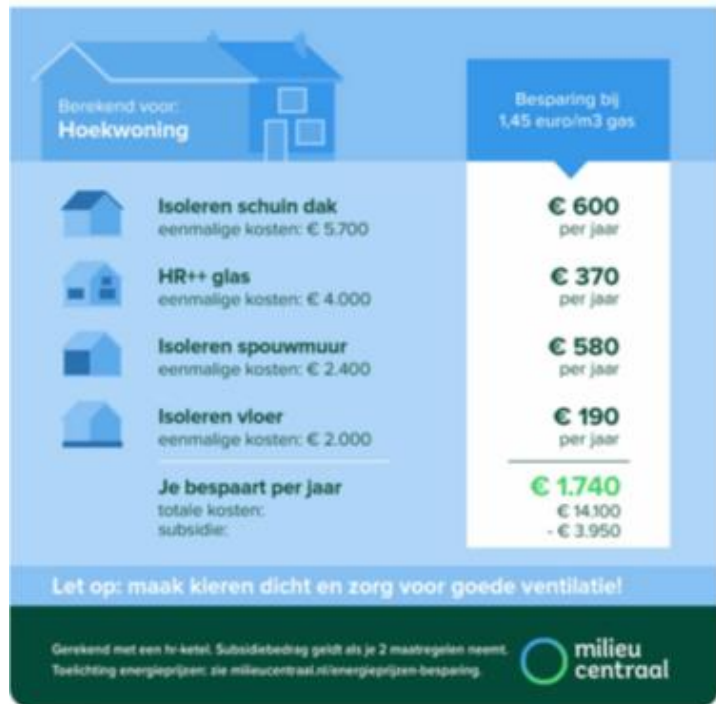 Berekend voor:
Hoekwoning
Besparing bij
1,45 euro/m3 gas
Isoleren schuin dak
eenmalige kosten: € 5.700
€ 600
per jaar
HR++ glas
eenmalige kosten: € 4.000
€ 370
per jaar
Isoleren spouwmuur
eenmalige kosten: € 2.400
€ 580
per jaar
Isoleren vloer
eenmalige kosten: € 2.000
€ 190
per jaar
Je bespaart per jaar
€ 1.740
totale kosten:
€ 14.100
subsidie:
- € 3.950
Let op: maak kieren dicht en zorg voor goede ventilatie!
Gerekend met een hr-ketel. Subsidiebedrag geldt als je 2 maatregelen neemt.
Toelichting energieprijzen: zie milieucentraal.nl/energieprijzen-besparing.
milieu
centraal